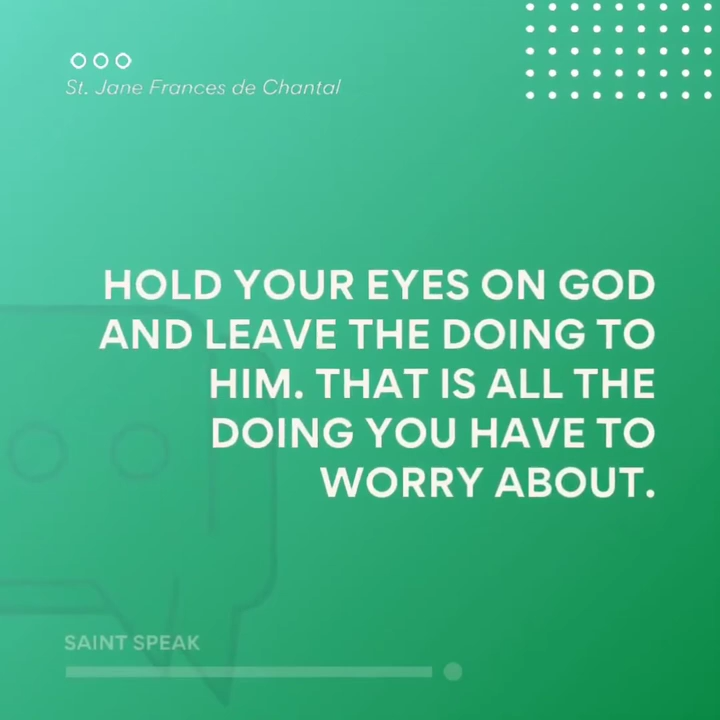 St. Jane Frances de Chantal
HOLD YOUR EYES ON GOD
AND LEAVE THE DOING TO
HIM. THAT IS ALL THE
DOING YOU HAVE TO
WORRY ABOUT.
SAINT SPEAK